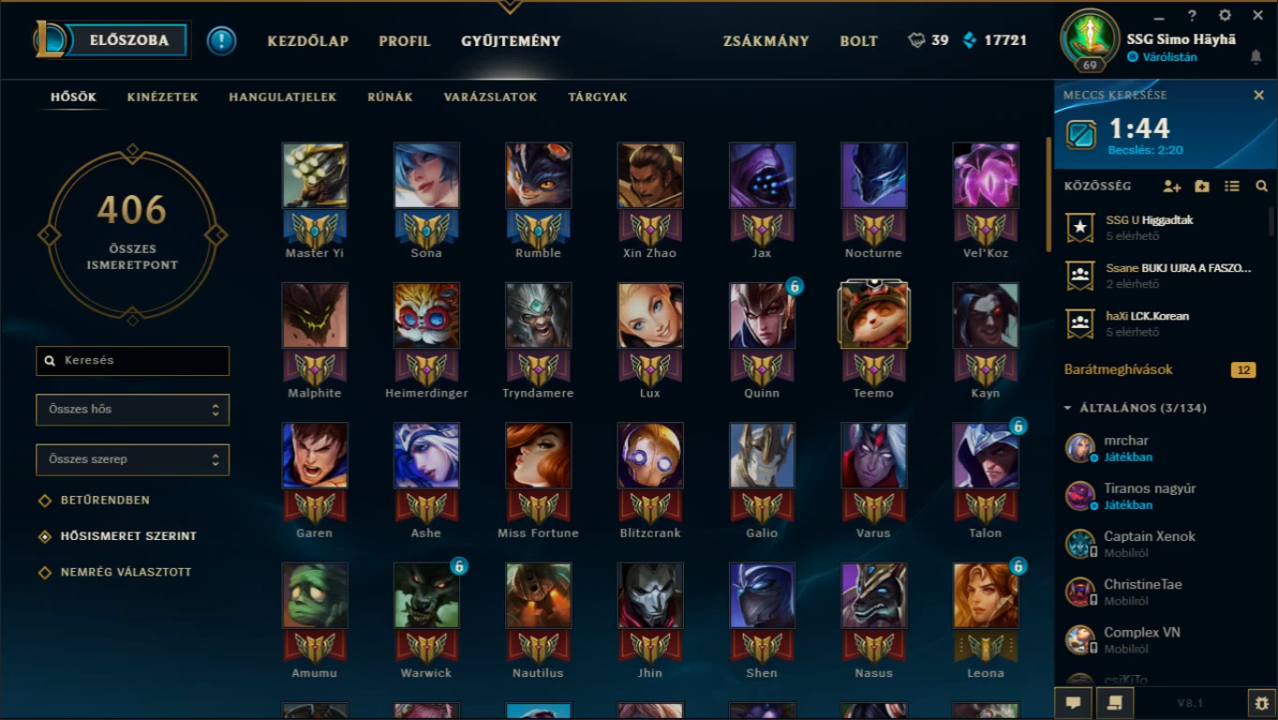 ELŐSZOBA
KEZDŐLAP
PROFIL
GYŰJTEMÉNY
ZSÁKMÁNY
BOLT
39
17721
SSG Simo Häyhä
Várólistán
69
HŐSÖK
KINÉZETEK
HANGULATJELEK
RÚNÁK
VARÁZSLATOK
TÁRGYAK
406
ÖSSZES
ISMERETPONT
Keresés
Összes hős
Összes szerep
BETŰRENDBEN
HŐSISMERET SZERINT
NEMRÉG VÁLASZTOTT
Master Yi
Sona
Rumble
Xin Zhao
Jax
Nocturne
Vel'Koz
6
Malphite
Heimerdinger
Tryndamere
Lux
Quinn
Teemo
Kayn
6
Garen
Ashe
Miss Fortune
Blitzcrank
Galio
Varus
Talon
6
6
Amumu
Warwick
Nautilus
Jhin
Shen
Nasus
Leona
MECCS KERESÉSE
1:44
Becslés: 2:20
KÖZÖSSÉG
SSG U Higgadtak
5 elérhető
Ssane BUKJ UJRA A FASZO...
2 elérhető
haXi LCK.Korean
5 elérhető
Barátmeghívások
12
ÁLTALÁNOS (3/134)
mrchar
Játékban
Tiranos nagyúr
Játékban
Captain Xenok
Mobilról
ChristineTae
Mobilról
Complex VN
Mobilról
csiKiTo
V8.1